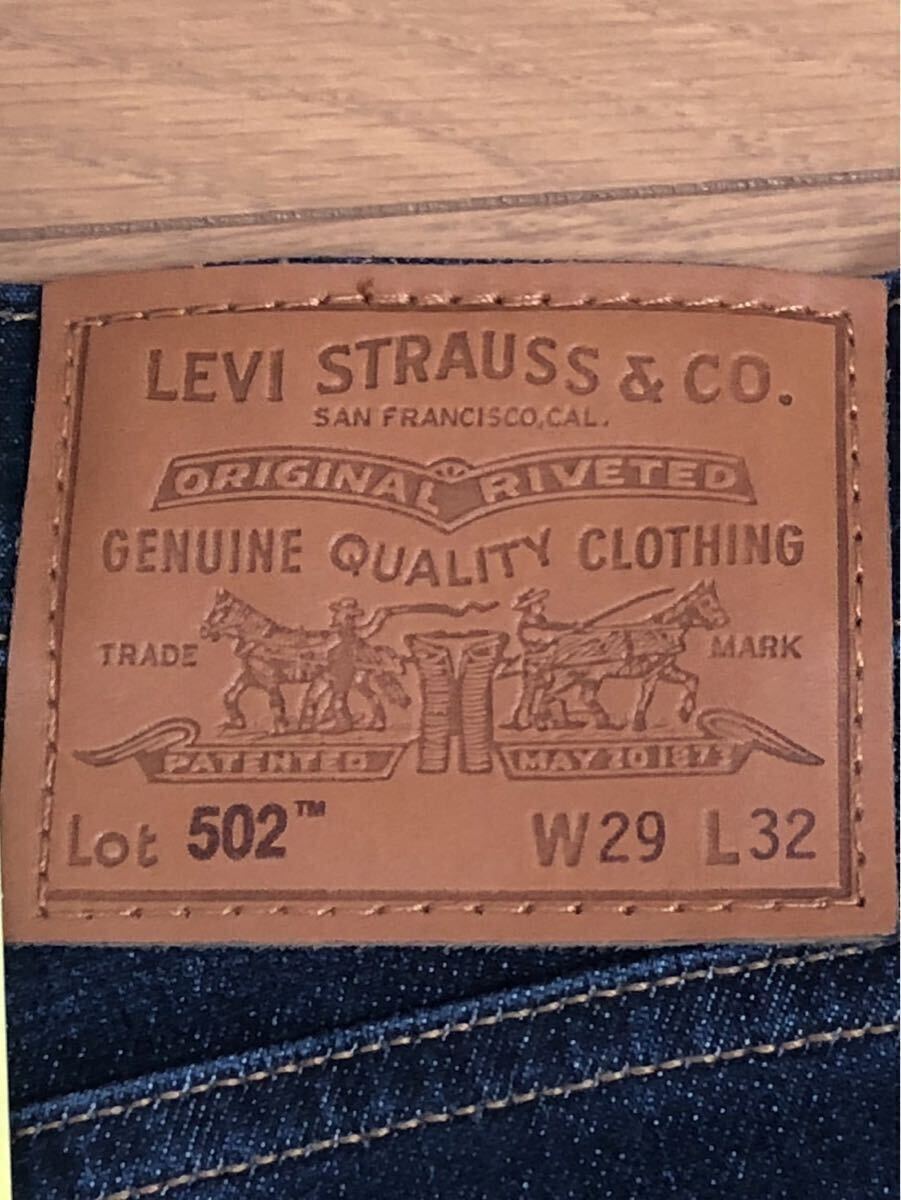 LEVI STRAUSS & CO.
SAN FRANCISCO, CAL.
ORIGINAL RIVETED
GENUINE QUALITY CLOTHING
TRADE MARK
PATENTED MAY 20 1873
Lot 502™ W29 L32